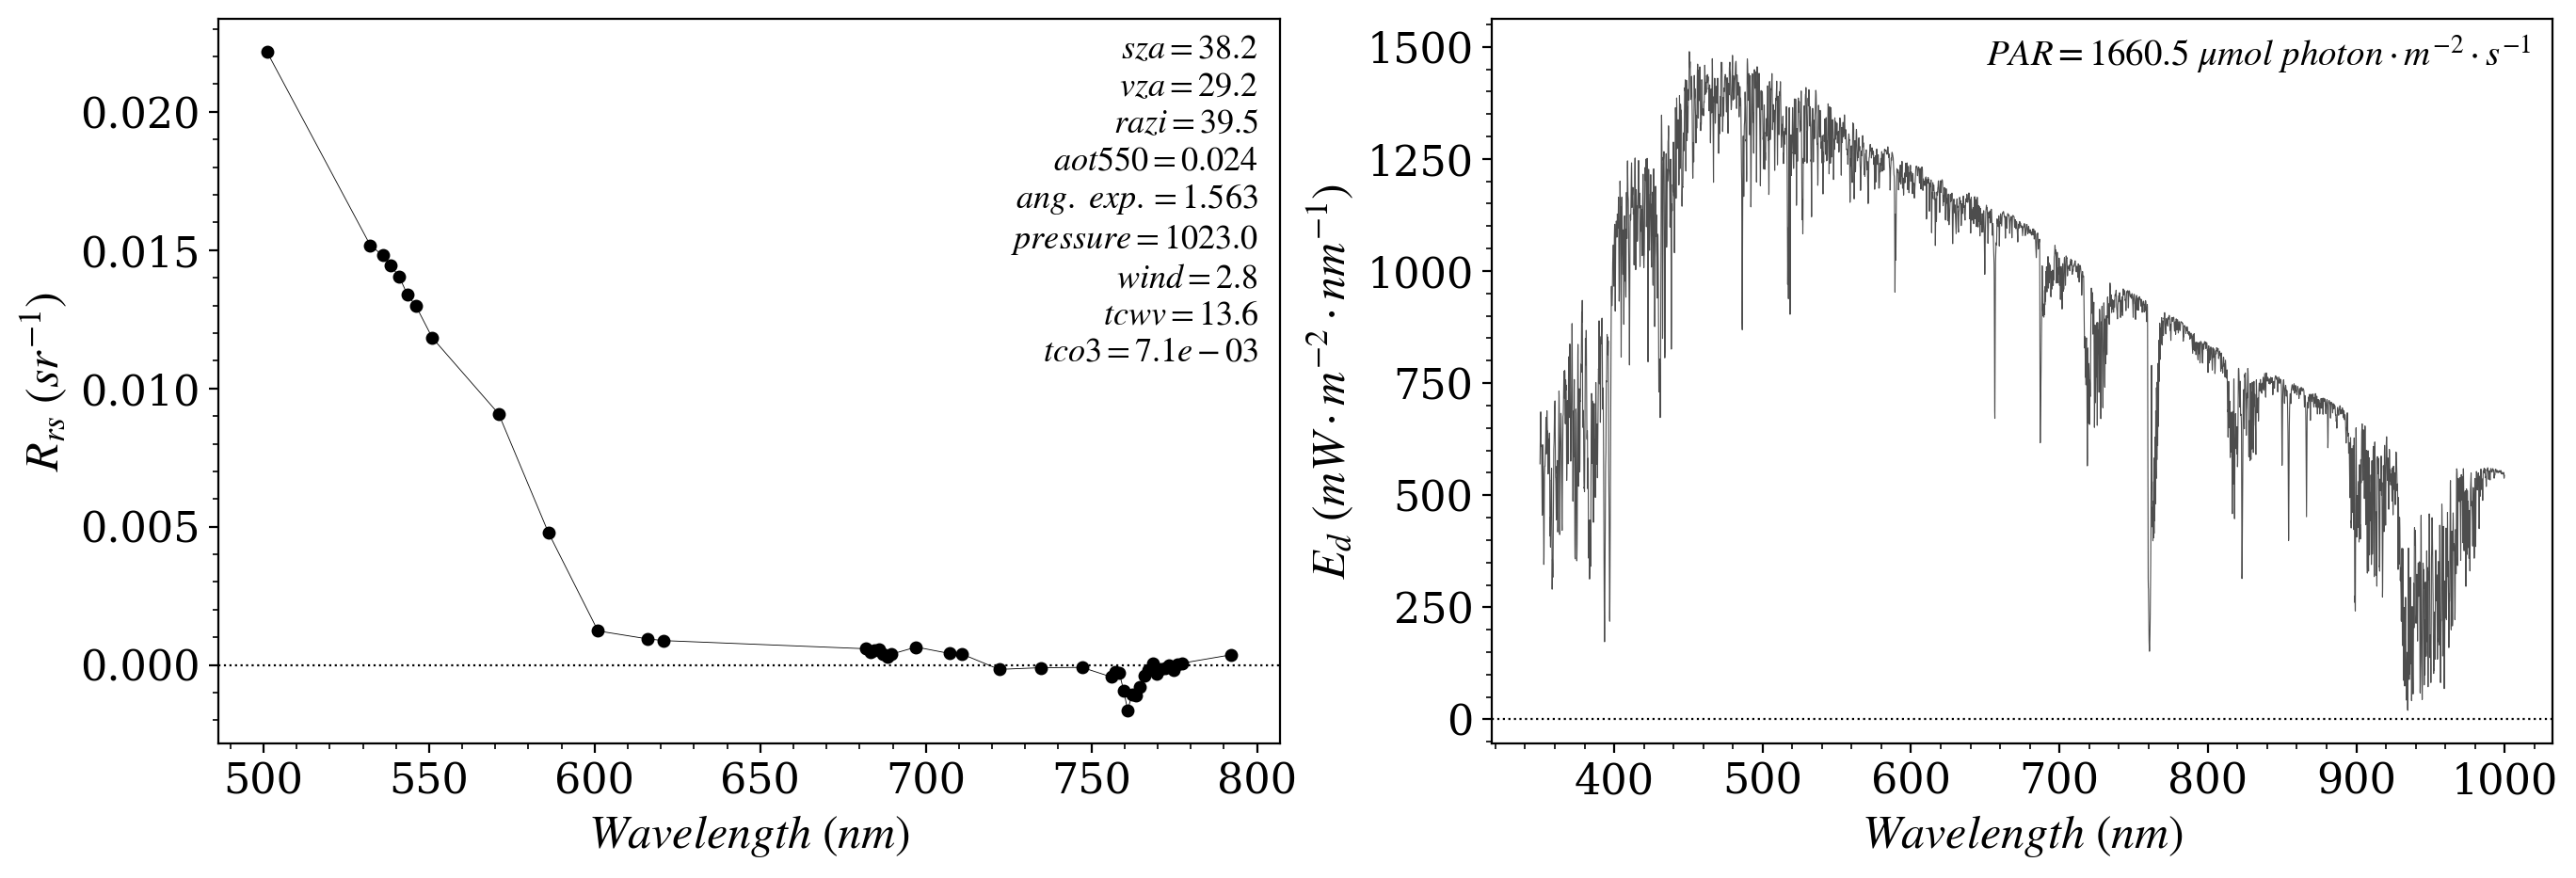 sza = 38.2
vza = 29.2
razi = 39.5
aot550 = 0.024
ang. exp. = 1.563
pressure = 1023.0
wind = 2.8
tcwv = 13.6
tco3 = 7.1e − 03
0.020
0.015
0.010
0.005
0.000
R_rs (sr⁻¹)
500 550 600 650 700 750 800
Wavelength (nm)
PAR = 1660.5 μmol photon · m⁻² · s⁻¹
1500
1250
1000
750
500
250
0
E_d (mW · m⁻² · nm⁻¹)
400 500 600 700 800 900 1000
Wavelength (nm)